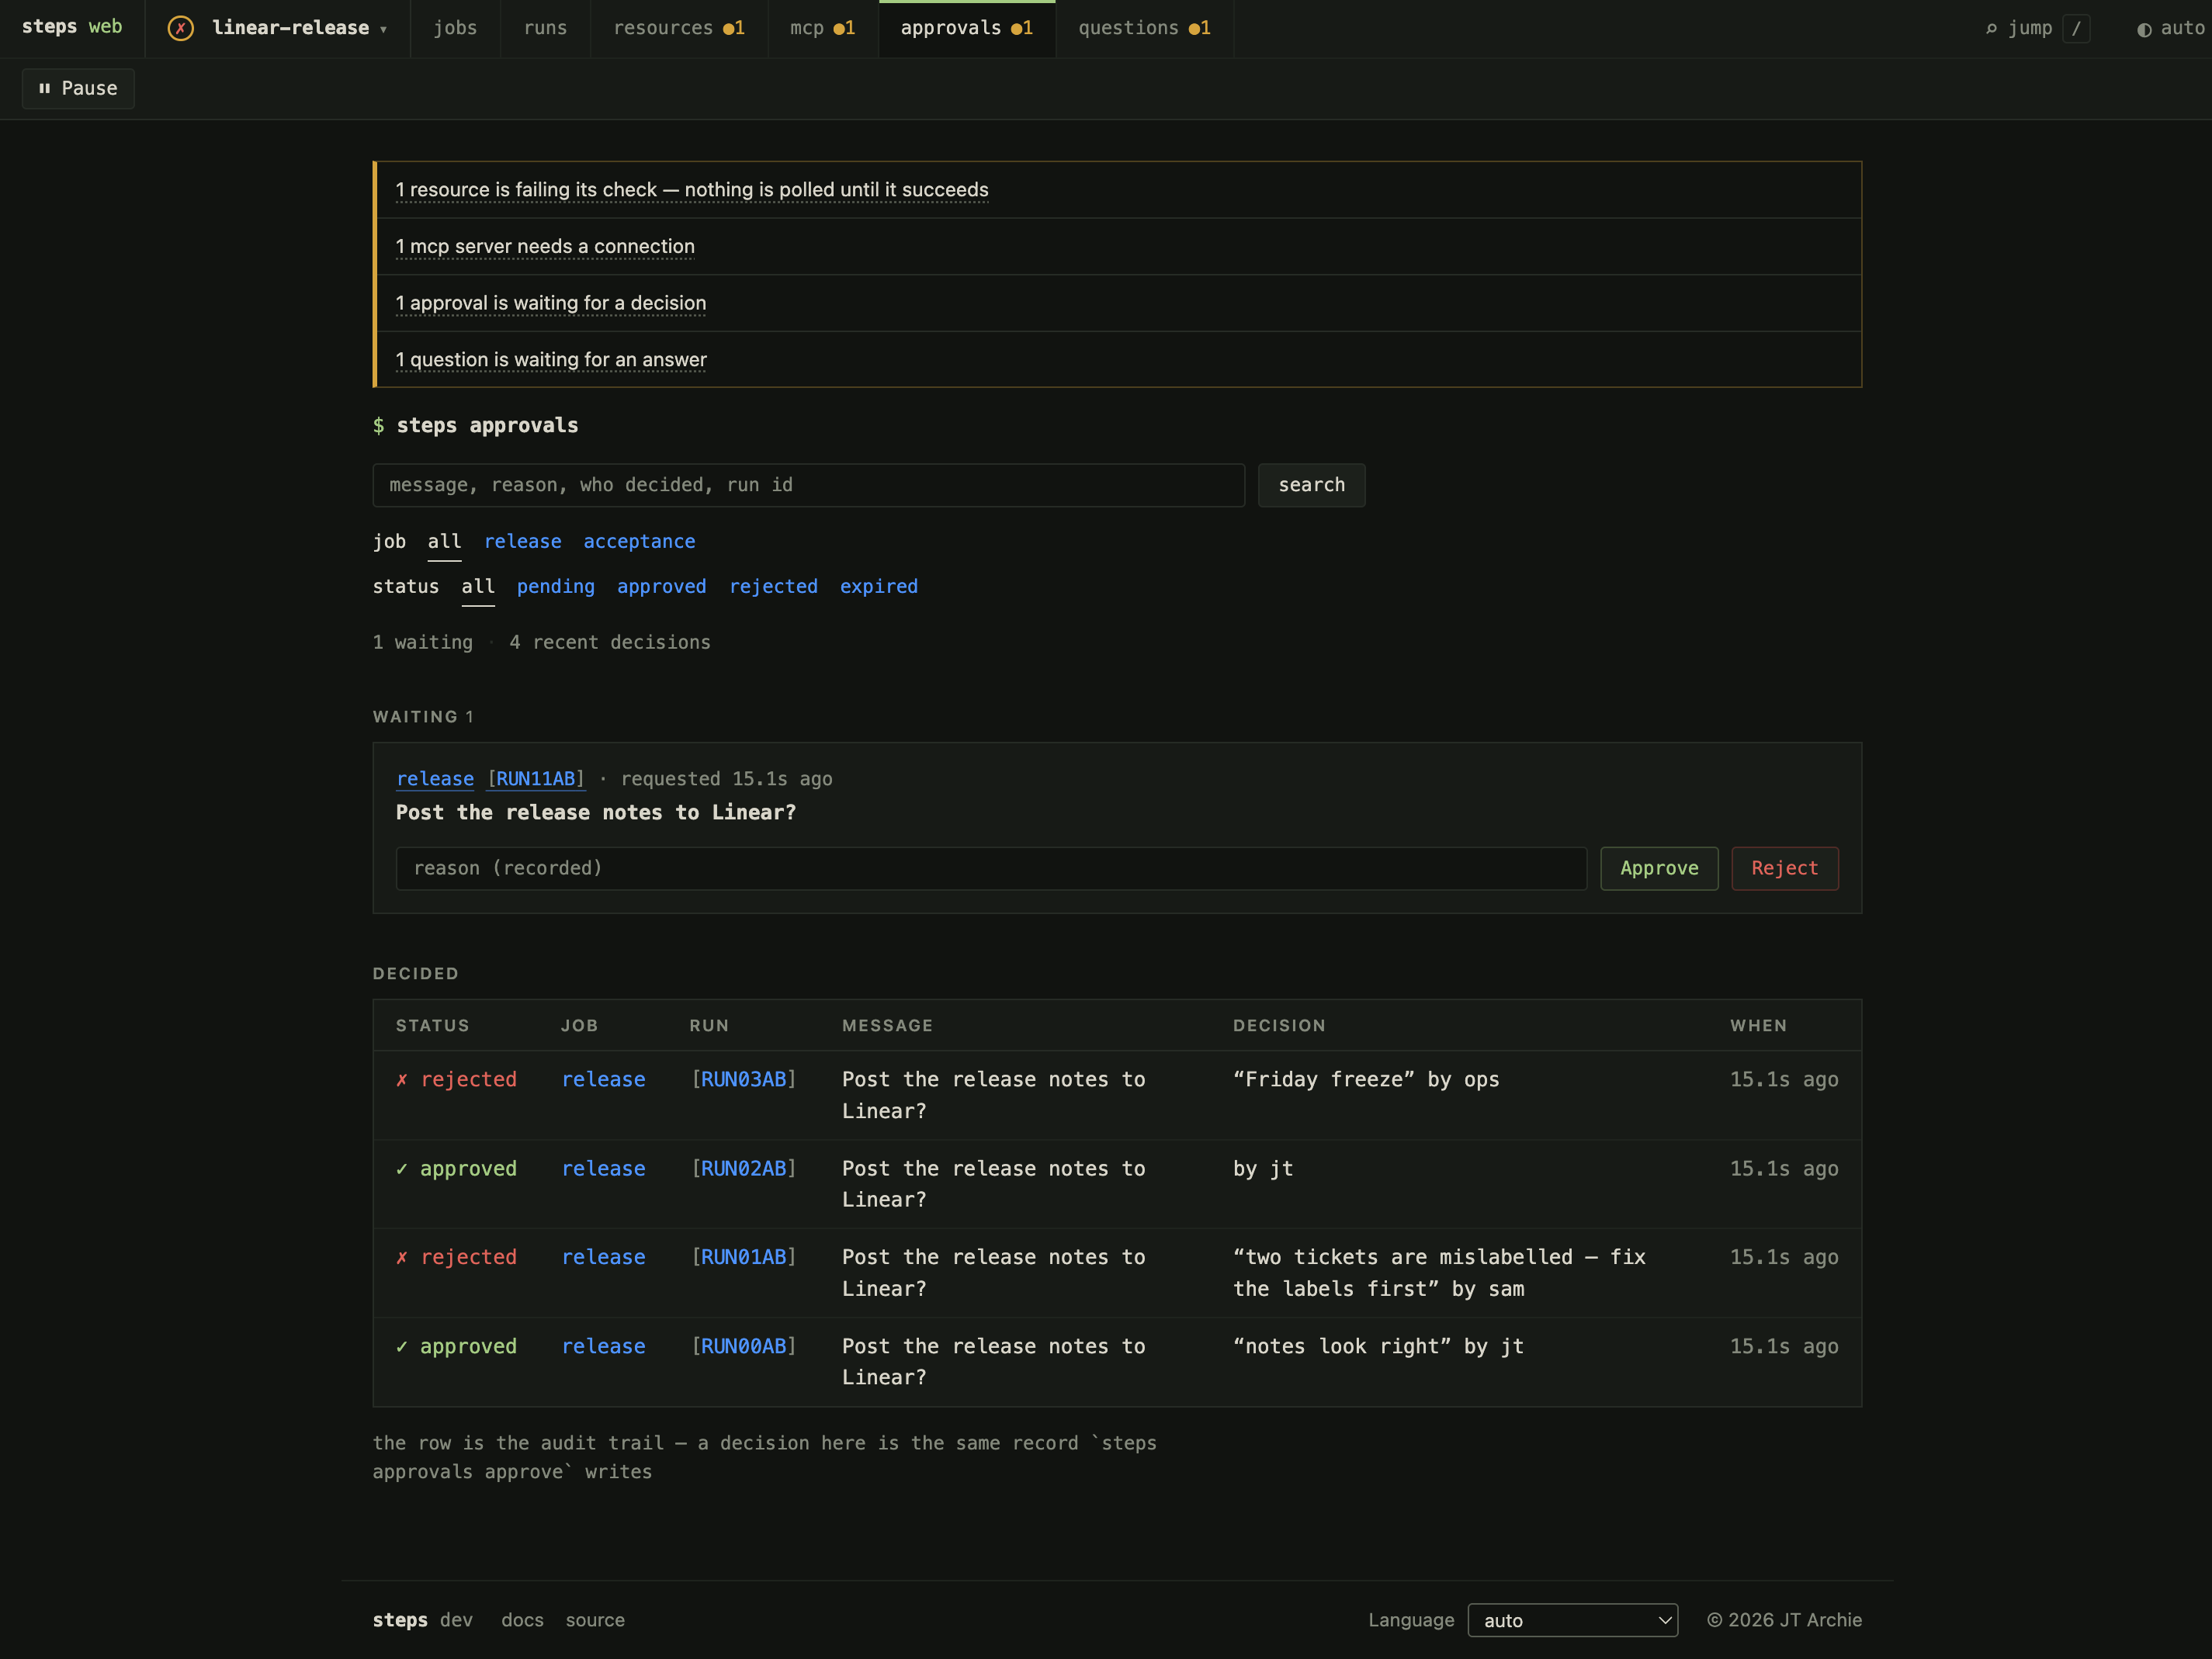 steps web ✗ linear-release ▾ jobs runs resources ●1 mcp ●1 approvals ●1 questions ●1 jump / auto
Pause
1 resource is failing its check — nothing is polled until it succeeds
1 mcp server needs a connection
1 approval is waiting for a decision
1 question is waiting for an answer
$ steps approvals
message, reason, who decided, run id search
job all release acceptance
status all pending approved rejected expired
1 waiting · 4 recent decisions
WAITING 1
release [RUN11AB] · requested 15.1s ago
Post the release notes to Linear?
reason (recorded) Approve Reject
DECIDED
STATUS JOB RUN MESSAGE DECISION WHEN
✗ rejected release [RUN03AB] Post the release notes to “Friday freeze” by ops 15.1s ago
Linear?
✓ approved release [RUN02AB] Post the release notes to by jt 15.1s ago
Linear?
✗ rejected release [RUN01AB] Post the release notes to “two tickets are mislabelled — fix 15.1s ago
Linear? the labels first” by sam
✓ approved release [RUN00AB] Post the release notes to “notes look right” by jt 15.1s ago
Linear?
the row is the audit trail — a decision here is the same record `steps
approvals approve` writes
steps dev docs source Language auto © 2026 JT Archie